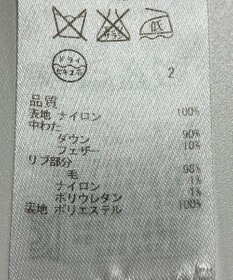 ドライ
セキユ系
2
品質
表地 ナイロン 100%
中わた
ダウン 90%
フェザー 10%
リブ部分
毛 98%
ナイロン 1%
ポリウレタン 1%
裏地 ポリエステル 100%